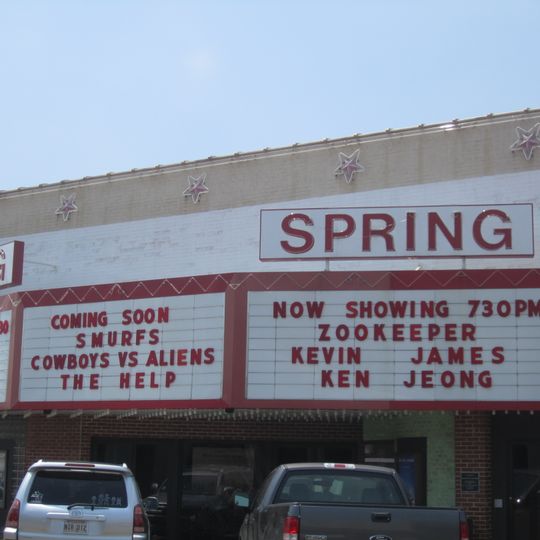 SPRING
COMING SOON
SMURFS
COWBOYS VS ALIENS
THE HELP
NOW SHOWING 730PM
ZOOKEEPER
KEVIN JAMES
KEN JEONG